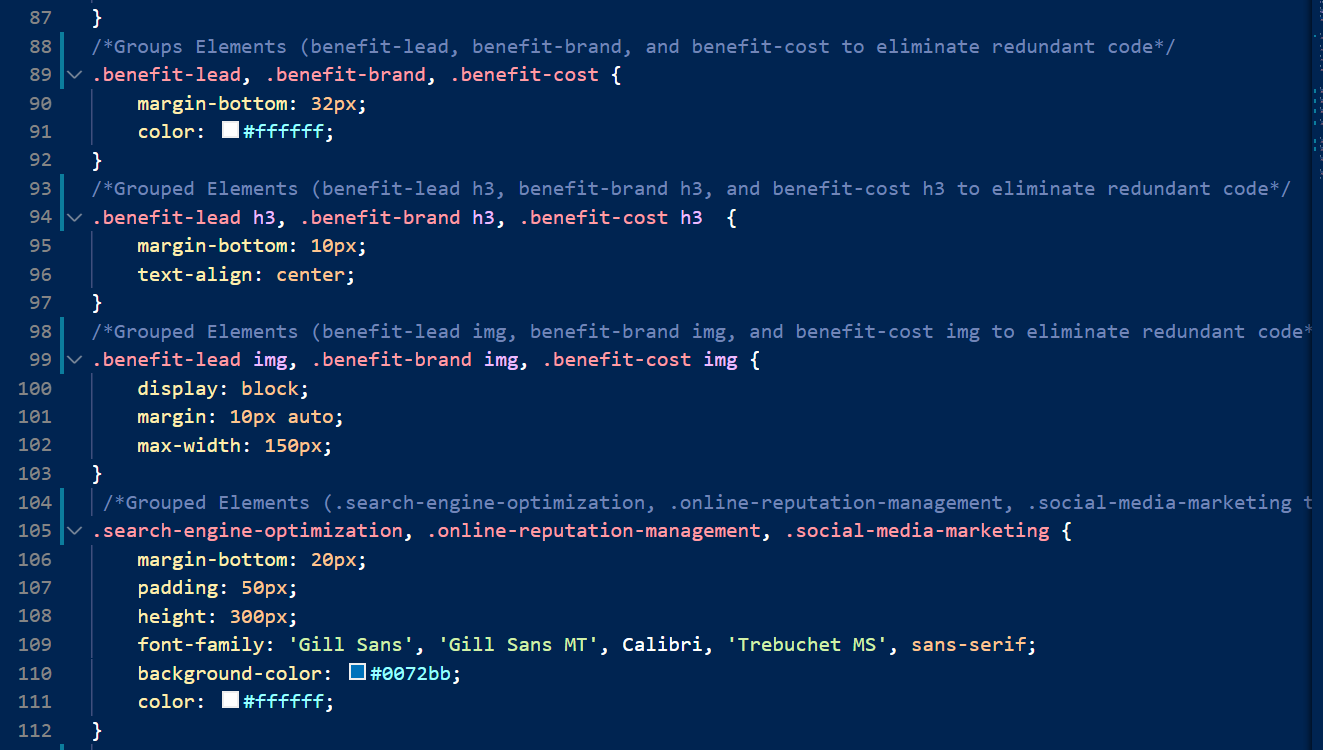 87 }
88 /*Groups Elements (benefit-lead, benefit-brand, and benefit-cost to eliminate redundant code*/
89 .benefit-lead, .benefit-brand, .benefit-cost {
90 margin-bottom: 32px;
91 color: #ffffff;
92 }
93 /*Grouped Elements (benefit-lead h3, benefit-brand h3, and benefit-cost h3 to eliminate redundant code*/
94 .benefit-lead h3, .benefit-brand h3, .benefit-cost h3  {
95 margin-bottom: 10px;
96 text-align: center;
97 }
98 /*Grouped Elements (benefit-lead img, benefit-brand img, and benefit-cost img to eliminate redundant code*
99 .benefit-lead img, .benefit-brand img, .benefit-cost img {
100 display: block;
101 margin: 10px auto;
102 max-width: 150px;
103 }
104 /*Grouped Elements (.search-engine-optimization, .online-reputation-management, .social-media-marketing t
105 .search-engine-optimization, .online-reputation-management, .social-media-marketing {
106 margin-bottom: 20px;
107 padding: 50px;
108 height: 300px;
109 font-family: 'Gill Sans', 'Gill Sans MT', Calibri, 'Trebuchet MS', sans-serif;
110 background-color: #0072bb;
111 color: #ffffff;
112 }